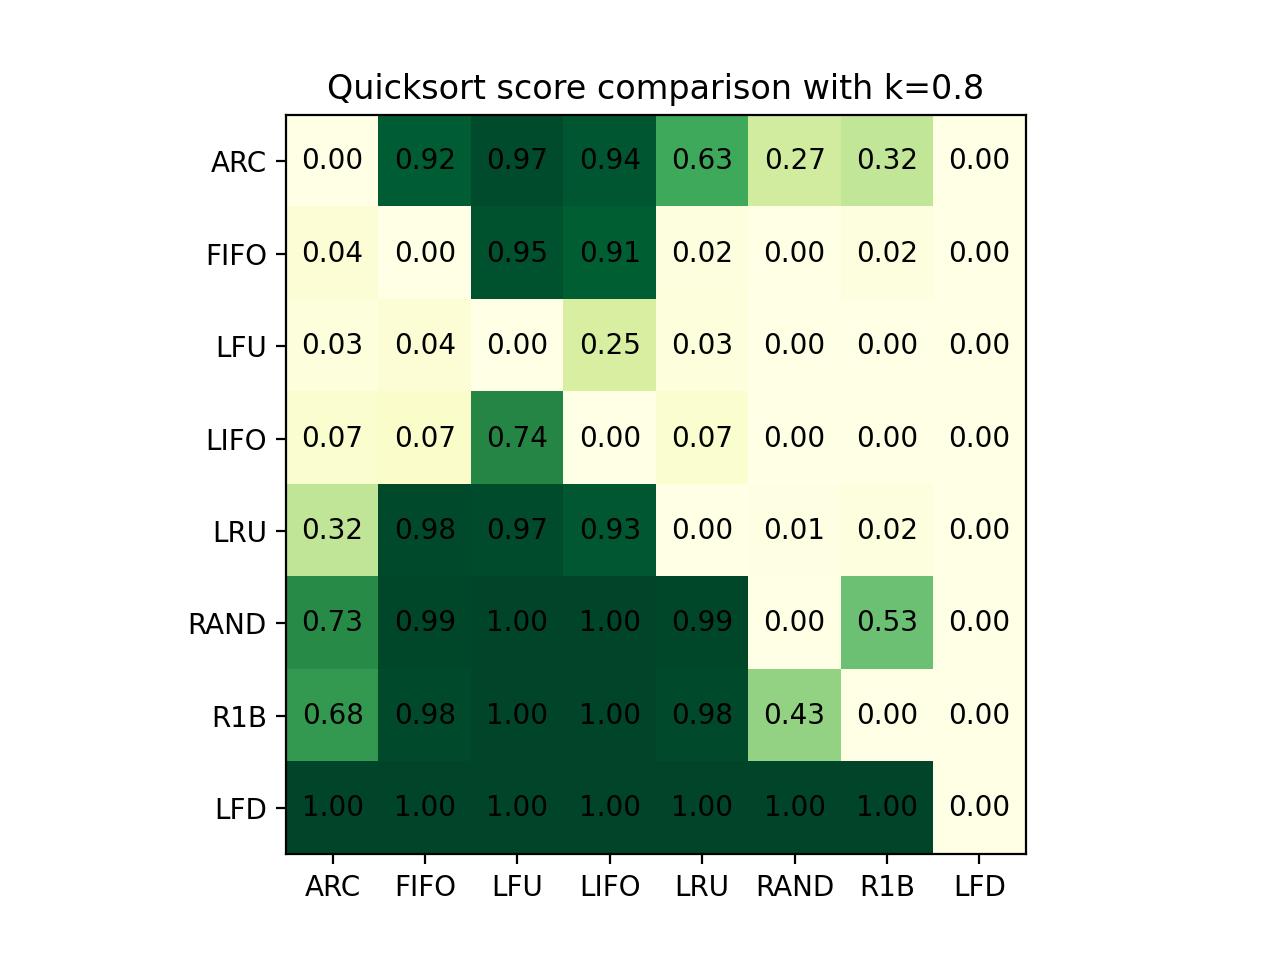 Quicksort score comparison with k=0.8
ARC 0.00 0.92 0.97 0.94 0.63 0.27 0.32 0.00
FIFO 0.04 0.00 0.95 0.91 0.02 0.00 0.02 0.00
LFU 0.03 0.04 0.00 0.25 0.03 0.00 0.00 0.00
LIFO 0.07 0.07 0.74 0.00 0.07 0.00 0.00 0.00
LRU 0.32 0.98 0.97 0.93 0.00 0.01 0.02 0.00
RAND 0.73 0.99 1.00 1.00 0.99 0.00 0.53 0.00
R1B 0.68 0.98 1.00 1.00 0.98 0.43 0.00 0.00
LFD 1.00 1.00 1.00 1.00 1.00 1.00 1.00 0.00
ARC FIFO LFU LIFO LRU RAND R1B LFD